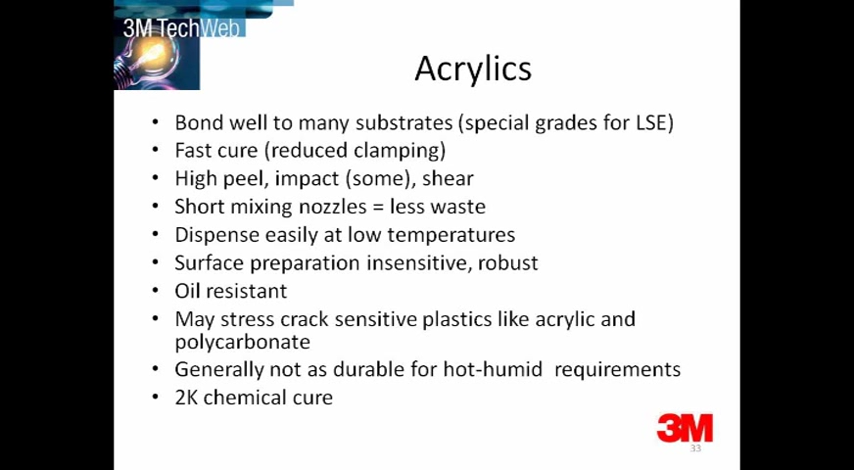 3M TechWeb
Acrylics
• Bond well to many substrates (special grades for LSE)
• Fast cure (reduced clamping)
• High peel, impact (some), shear
• Short mixing nozzles = less waste
• Dispense easily at low temperatures
• Surface preparation insensitive, robust
• Oil resistant
• May stress crack sensitive plastics like acrylic and
polycarbonate
• Generally not as durable for hot-humid  requirements
• 2K chemical cure
3M
33